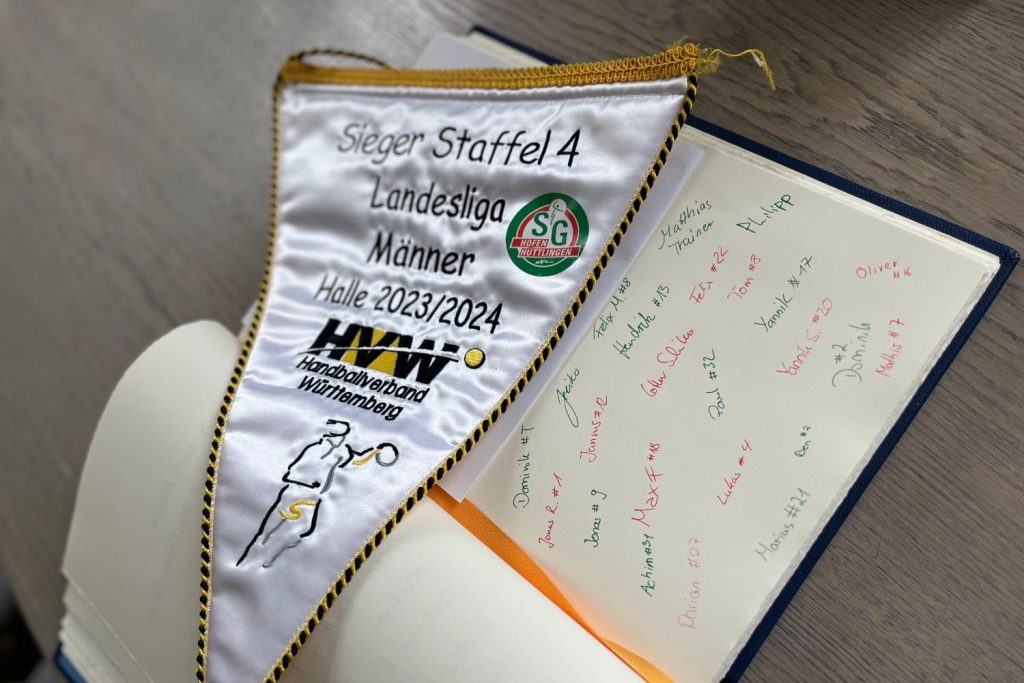 Sieger Staffel 4
Landesliga
Männer
Halle 2023/2024
SG
HOFEN
HÜTTLINGEN
HVW
Handballverband
Württemberg
Matthias
Trainer
Philipp
Felix M. #8
Hendrik #13
Felix #22
Tom #3
Yannik #17
Oliver
Yannik S. #20
#2
Dominik
Mathis #7
Paul #32
Jannis #12
Dominik #T
Jonas R. #1
Jonas #9
Max F #18
Lukas #4
Ben #2
Achim #31
Dorian #27
Marius #21